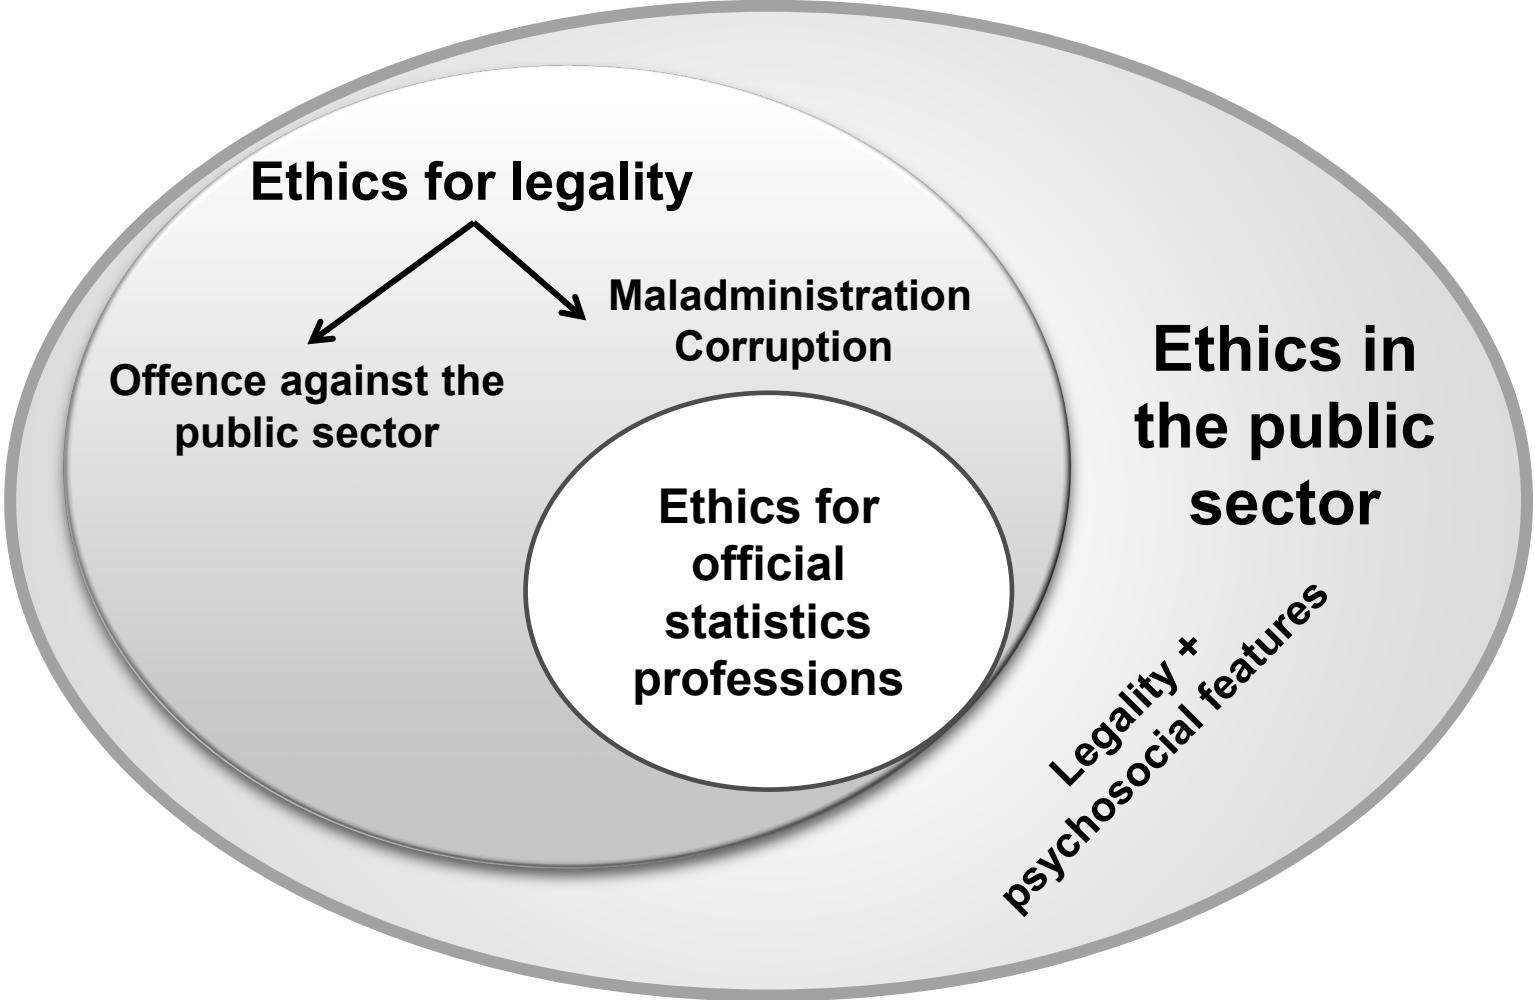 Ethics for legality
Maladministration
Corruption
Offence against the
public sector
Ethics for
official
statistics
professions
Ethics in
the public
sector
Legality +
psychosocial features